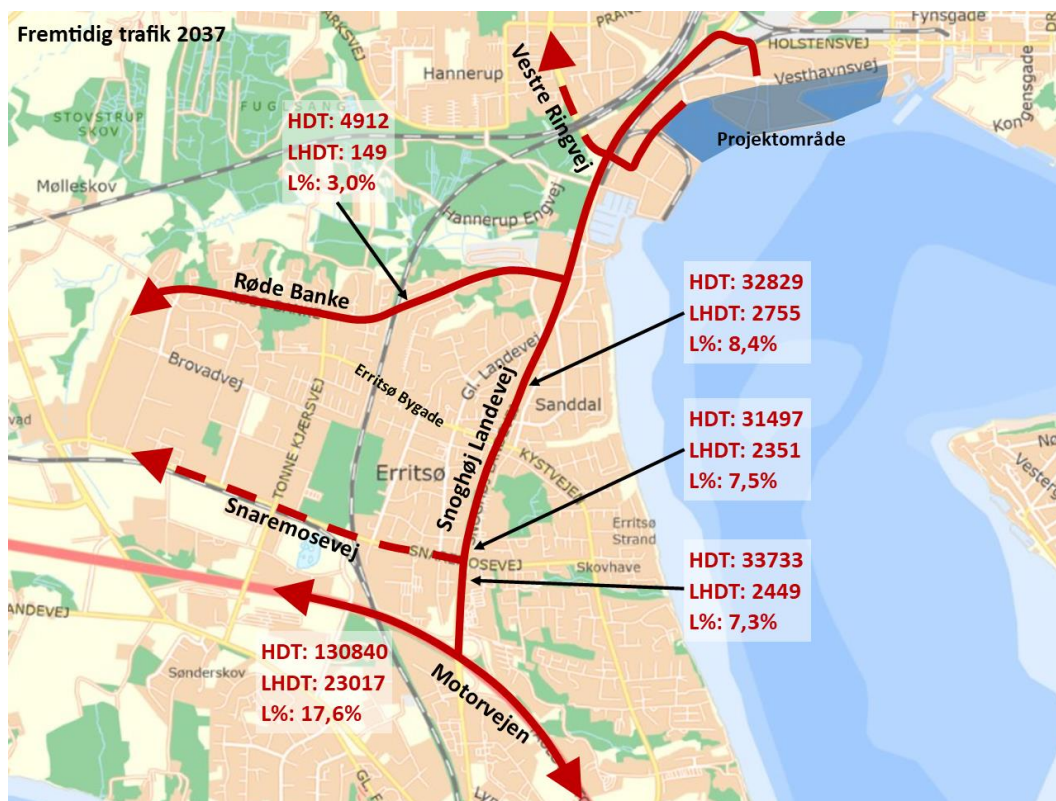 Fremtidig trafik 2037
Fynsgade
HOLSTENSVEJ
Vesthavnsvej
Hannerup
Vestre Ringvej
FUGLSANG
STOVSTRUP
SKOV
HDT: 4912
LHDT: 149
L%: 3,0%
Projektområde
Mølleskov
Hannerup Engvej
Røde Banke
HDT: 32829
LHDT: 2755
L%: 8,4%
Brovadvej
Gl. Landevej
Erritsø Bygade
Sanddal
Snoghøj Landevej
HDT: 31497
LHDT: 2351
L%: 7,5%
TONNE KJÆRSVEJ
KYSTVEJEN
Erritsø
Erritsø
Strand
Snaremosevej
Skovhave
HDT: 33733
LHDT: 2449
L%: 7,3%
HDT: 130840
LHDT: 23017
L%: 17,6%
Sønderskov
Motorvejen